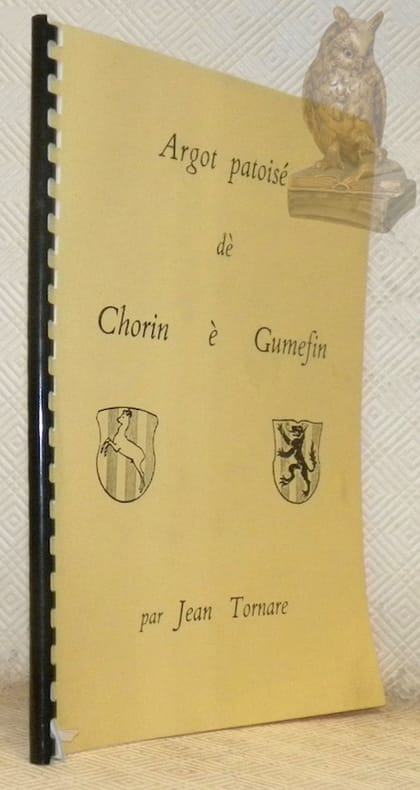 Argot patoisé
dè
Chorin è Gumefin
par Jean Tornare